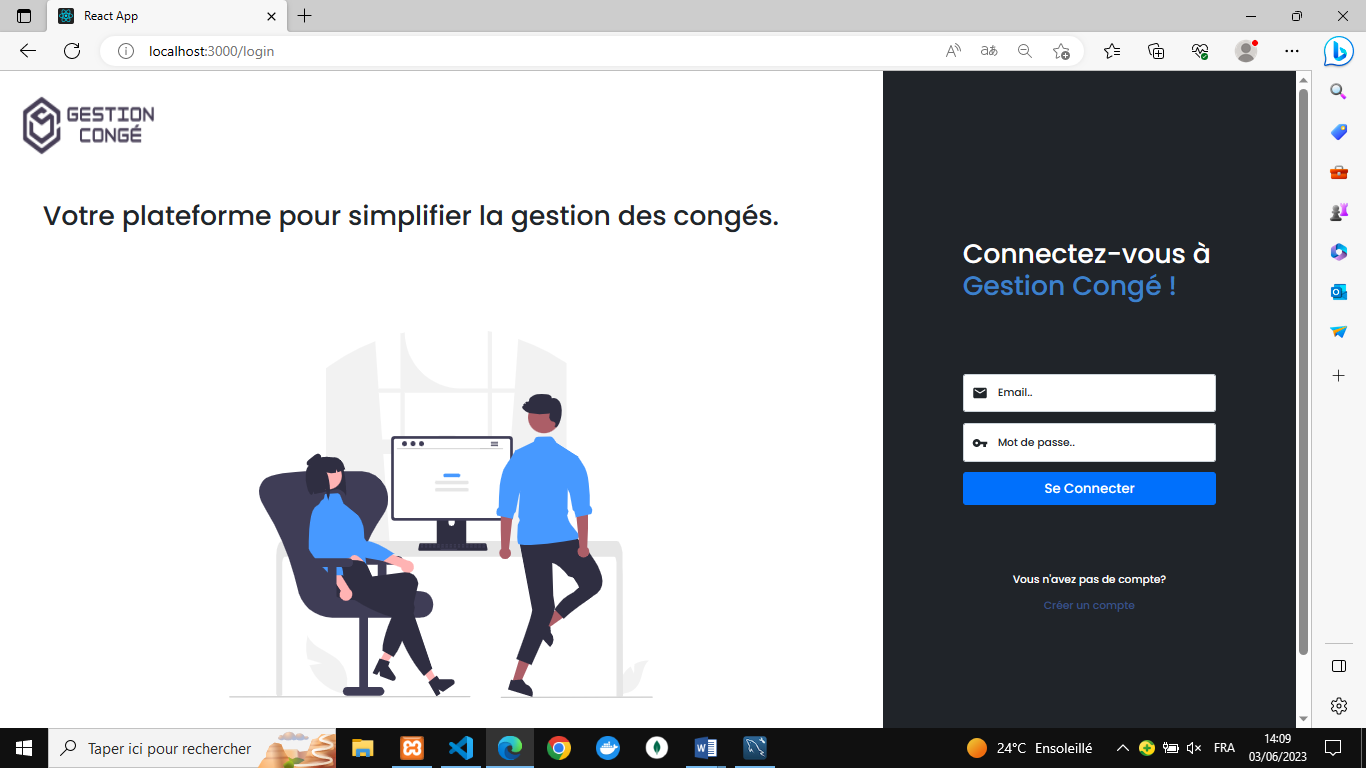 React App
localhost:3000/login
GESTION
CONGÉ
Votre plateforme pour simplifier la gestion des congés.
Connectez-vous à
Gestion Congé !
Email..
Mot de passe..
Se Connecter
Vous n'avez pas de compte?
Créer un compte
Taper ici pour rechercher
24°C Ensoleillé
FRA
14:09
03/06/2023